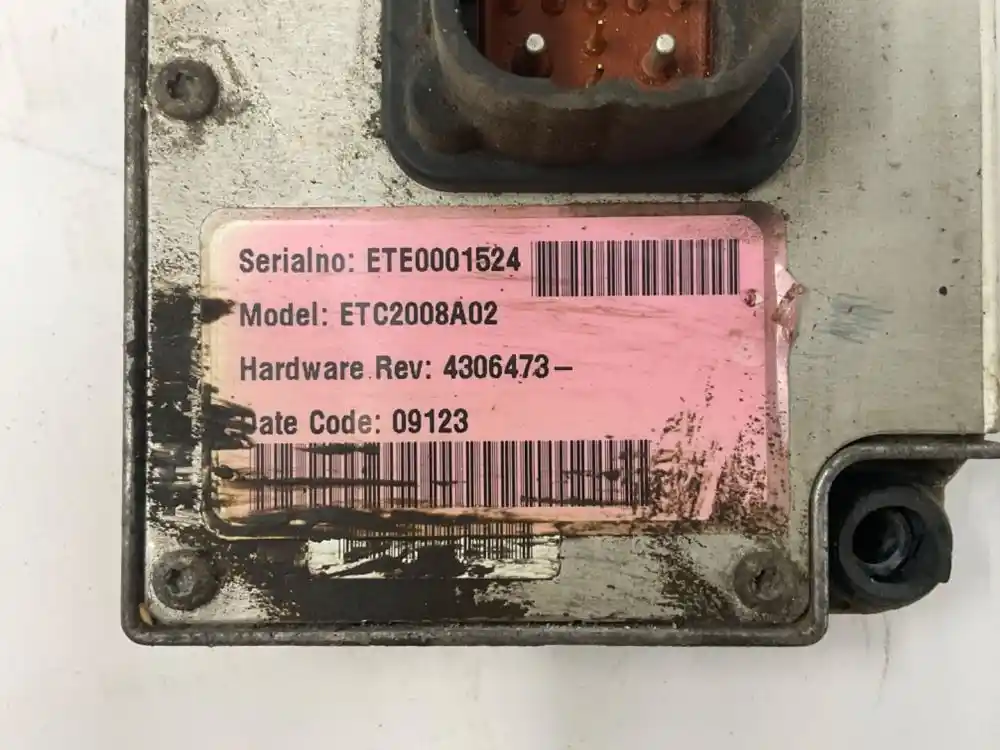 Serialno: ETE0001524
Model: ETC2008A02
Hardware Rev: 4306473-
Date Code: 09123